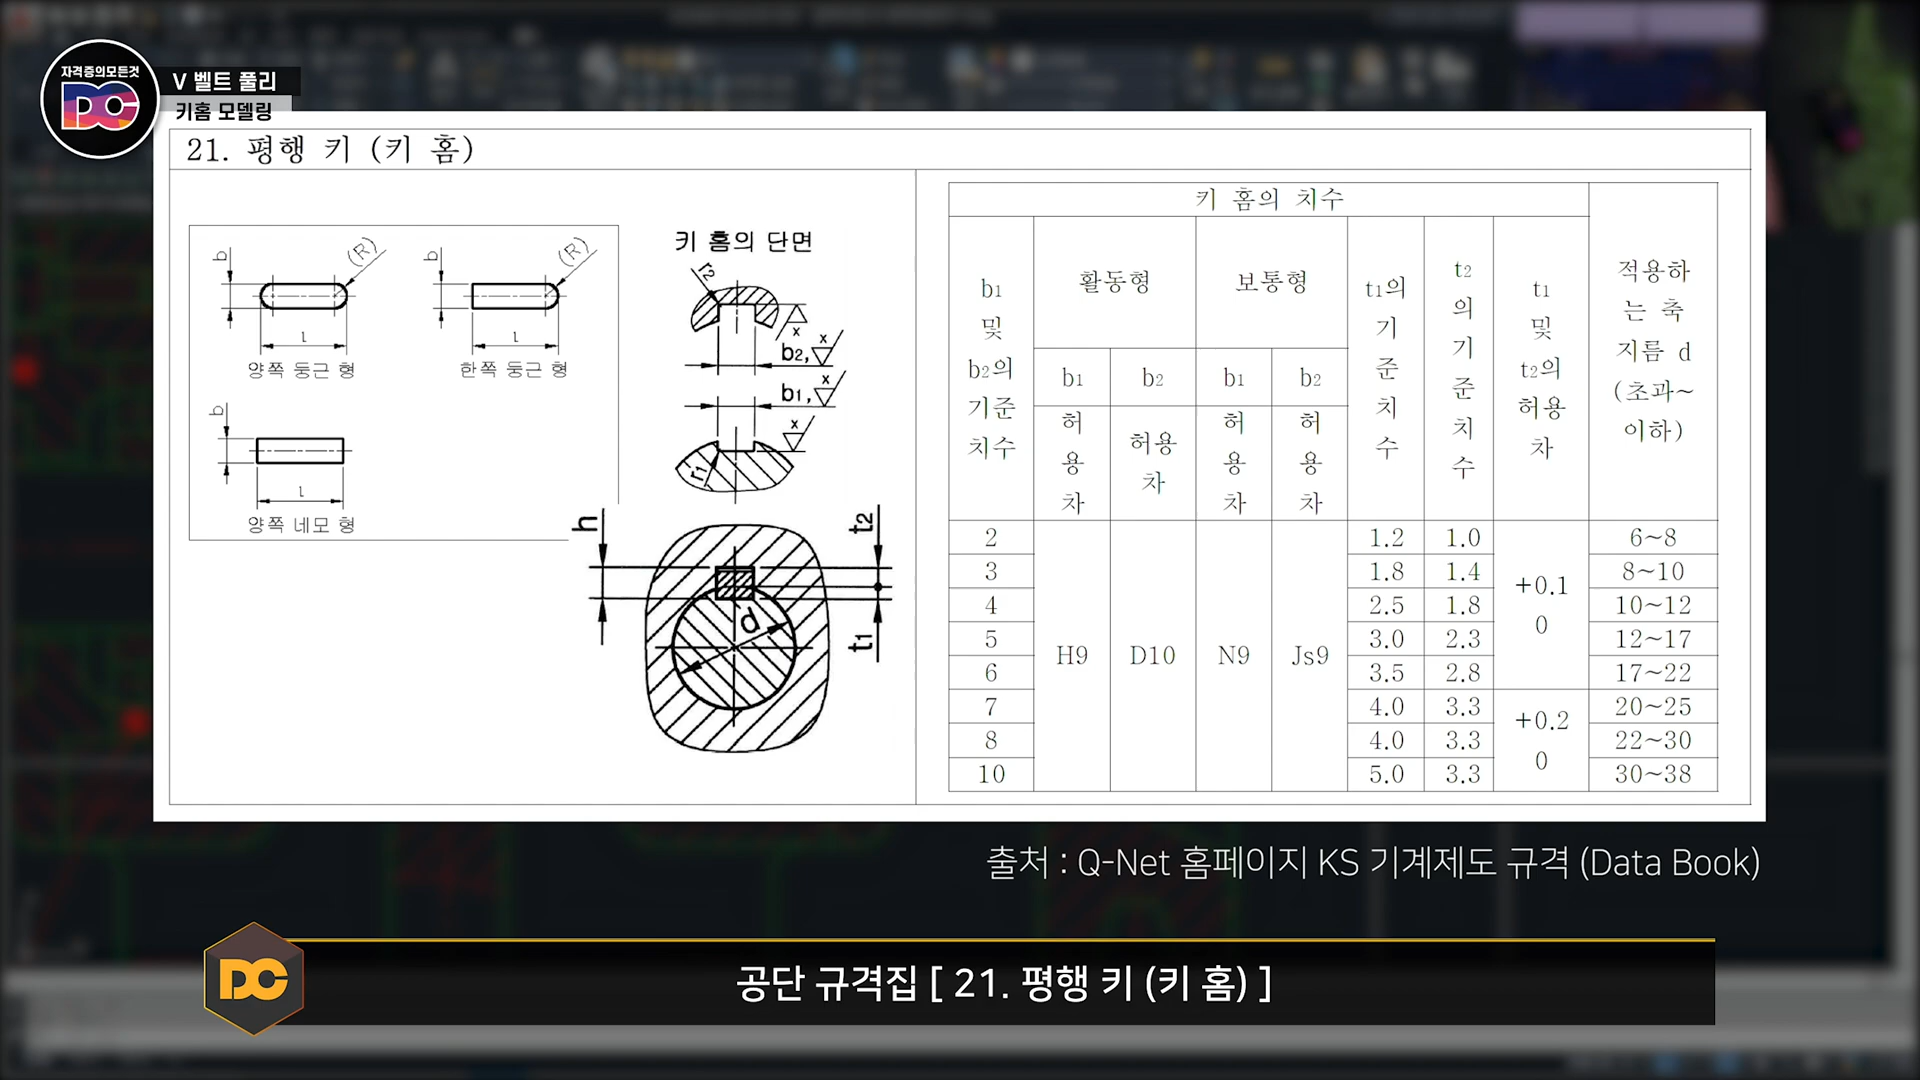 자격증의모든것
DC
V 벨트 풀리
키홈 모델링
21. 평행 키 (키 홈)
b
(R)
l
양쪽 둥근 형
b
(R)
l
한쪽 둥근 형
b
l
양쪽 네모 형
키 홈의 단면
r2
x
b2, x
b1, x
x
r1
h
t2
d
t1
키 홈의 치수
b1 및 b2의 기준 치수
활동형
보통형
t1의 기준치수
t2의 기준치수
t1 및 t2의 허용차
적용하는 축 지름 d (초과~이하)
b1 b2 b1 b2
허용차 허용차 허용차 허용차
H9 D10 N9 Js9
2 1.2 1.0 6~8
3 1.8 1.4 8~10
4 2.5 1.8 10~12
5 3.0 2.3 12~17
6 3.5 2.8 17~22
7 4.0 3.3 20~25
8 4.0 3.3 22~30
10 5.0 3.3 30~38
+0.1
0
+0.2
0
출처 : Q-Net 홈페이지 KS 기계제도 규격 (Data Book)
DC
공단 규격집 [ 21. 평행 키 (키 홈) ]